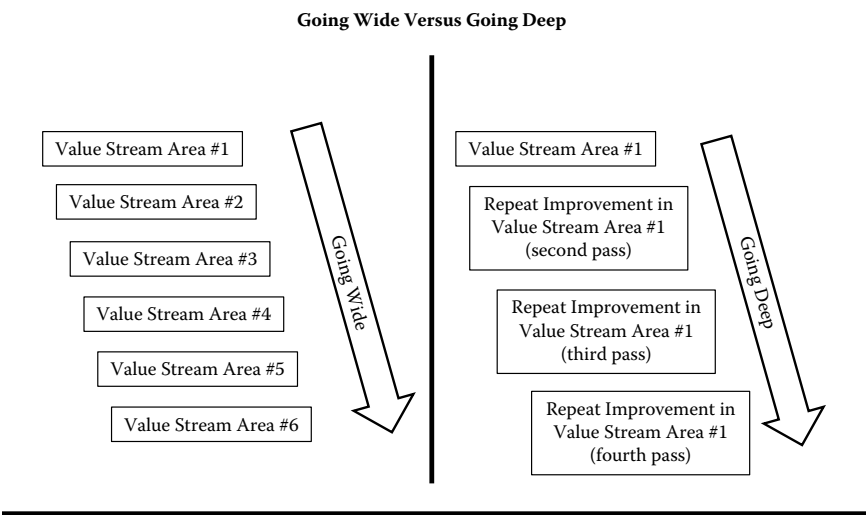 Going Wide Versus Going Deep
Value Stream Area #1
Value Stream Area #2
Value Stream Area #3
Value Stream Area #4
Value Stream Area #5
Value Stream Area #6
Going Wide
Value Stream Area #1
Repeat Improvement in
Value Stream Area #1
(second pass)
Repeat Improvement in
Value Stream Area #1
(third pass)
Repeat Improvement in
Value Stream Area #1
(fourth pass)
Going Deep